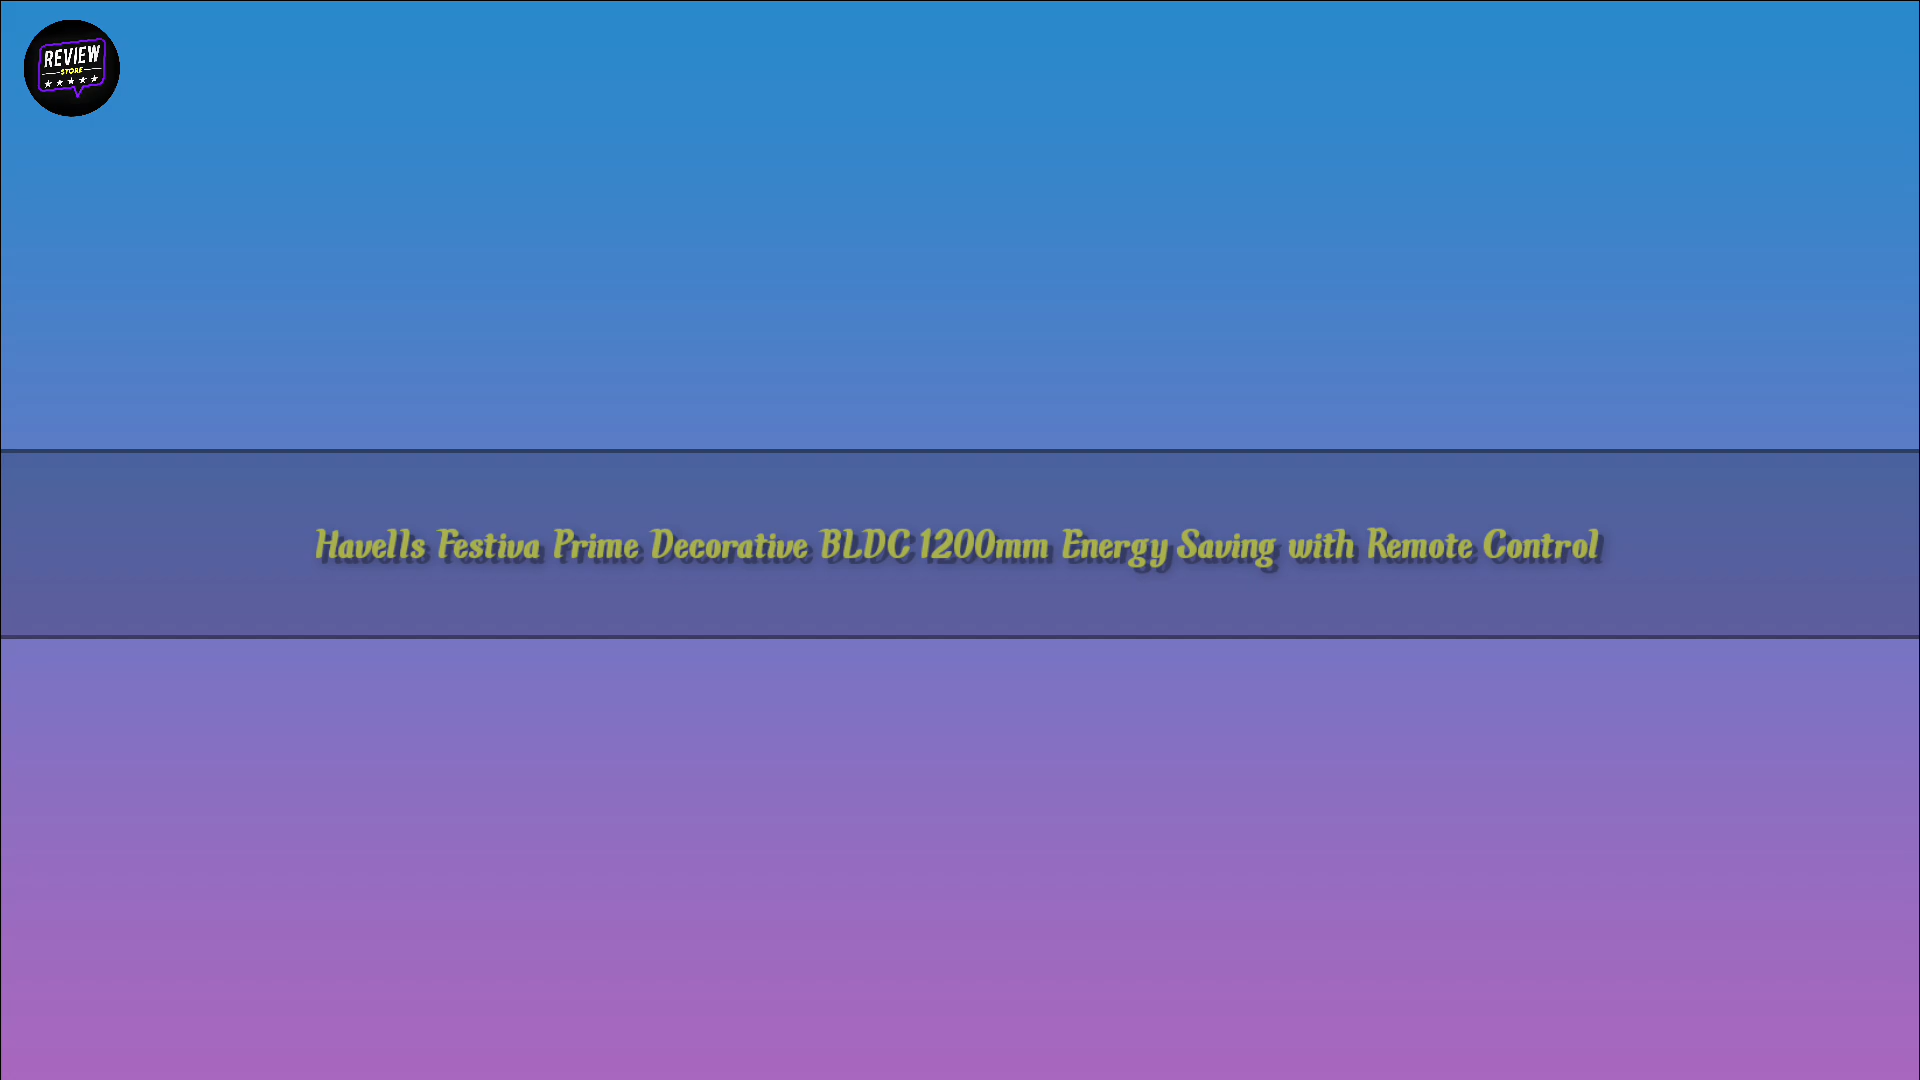 REVIEW
STORE
Havells Festiva Prime Decorative BLDC 1200mm Energy Saving with Remote Control